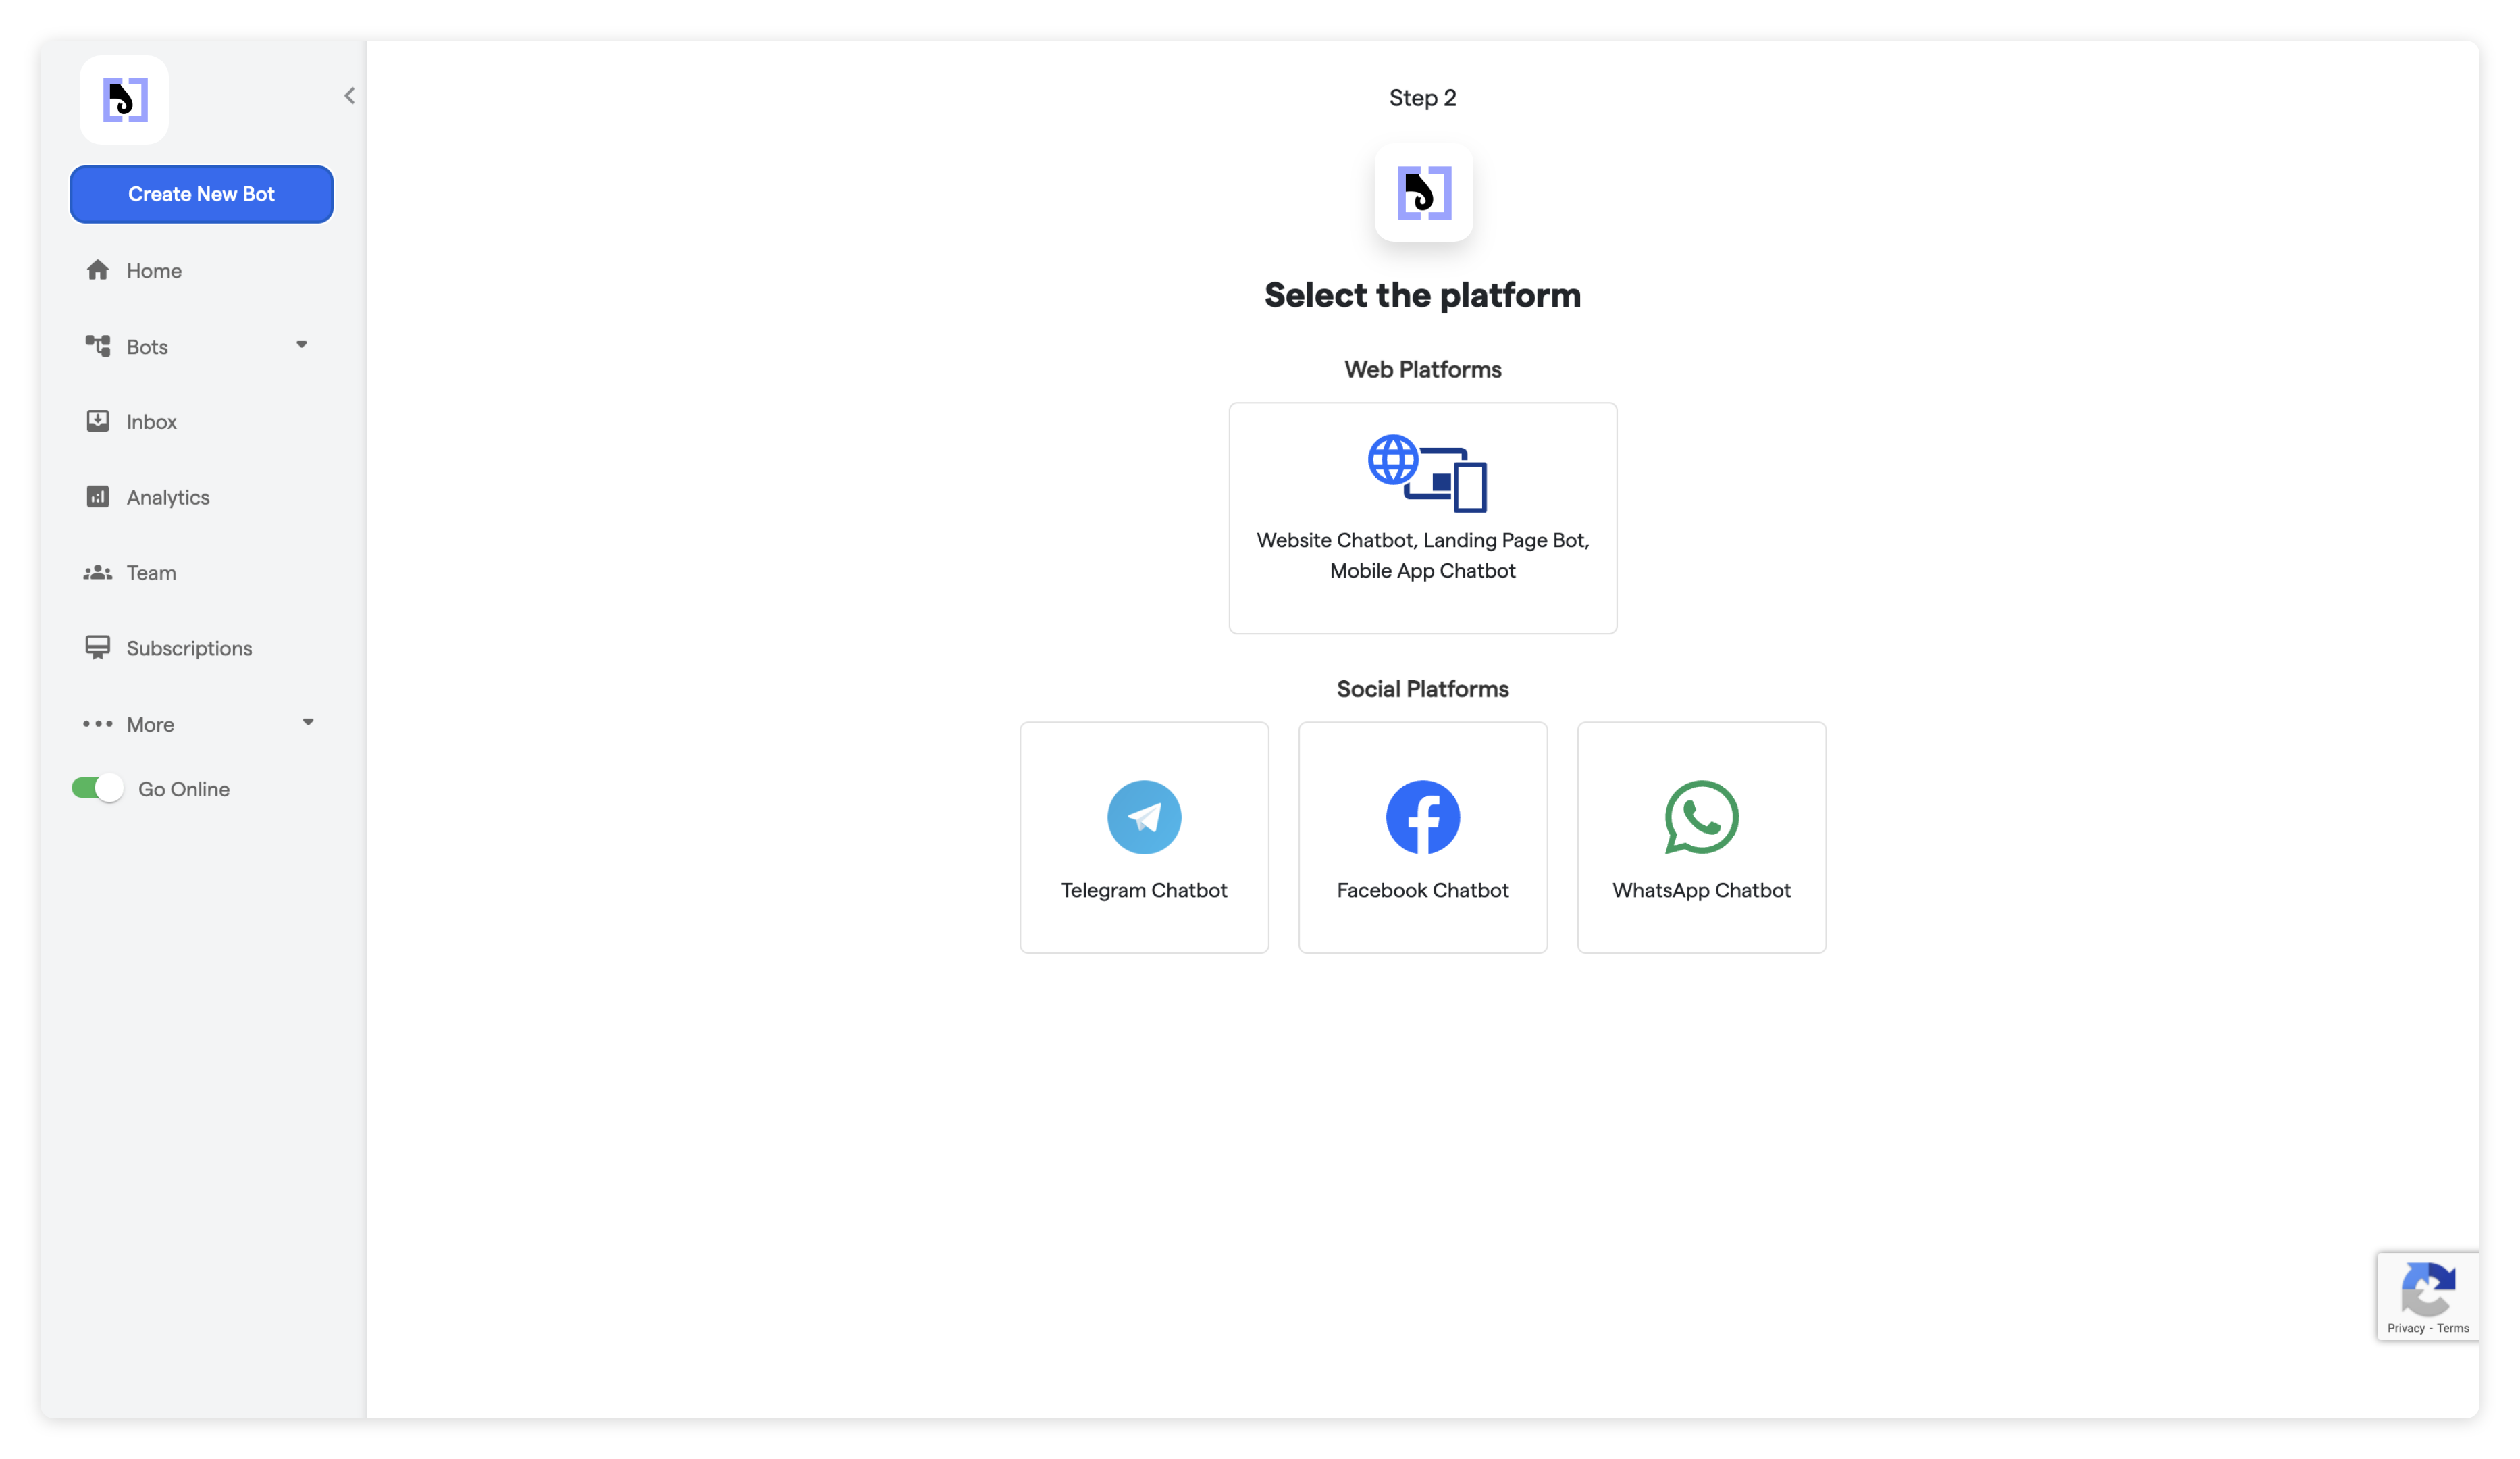 Create New Bot
Home
Bots
Inbox
Analytics
Team
Subscriptions
More
Go Online
Step 2
Select the platform
Web Platforms
Website Chatbot, Landing Page Bot,
Mobile App Chatbot
Social Platforms
Telegram Chatbot
Facebook Chatbot
WhatsApp Chatbot
Privacy - Terms